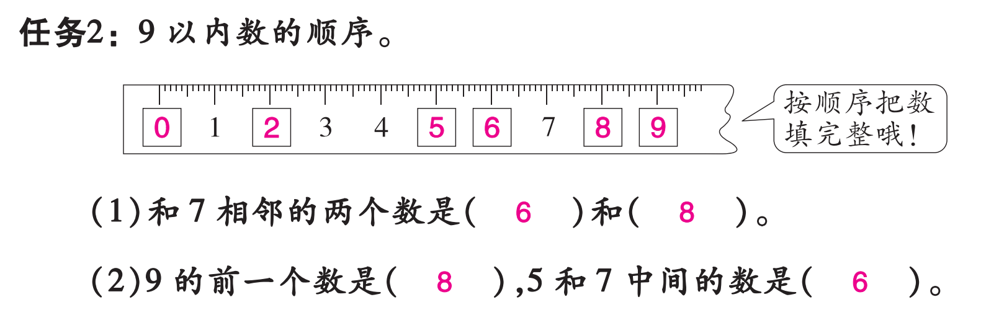 任务2：9 以内数的顺序。
0 1 2 3 4 5 6 7 8 9
按顺序把数
填完整哦！
(1)和 7 相邻的两个数是( 6 )和( 8 )。
(2)9 的前一个数是( 8 ),5 和 7 中间的数是( 6 )。